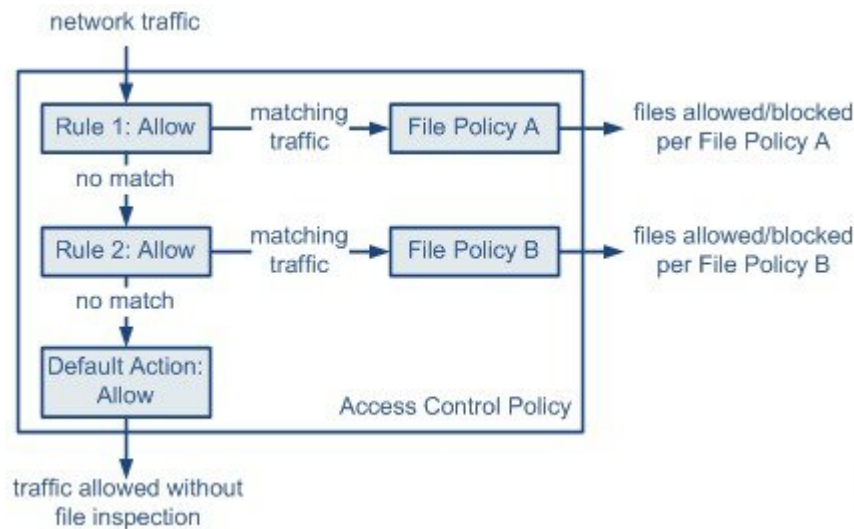 network traffic
Rule 1: Allow
matching
traffic
File Policy A
files allowed/blocked
per File Policy A
no match
Rule 2: Allow
matching
traffic
File Policy B
files allowed/blocked
per File Policy B
no match
Default Action:
Allow
Access Control Policy
traffic allowed without
file inspection